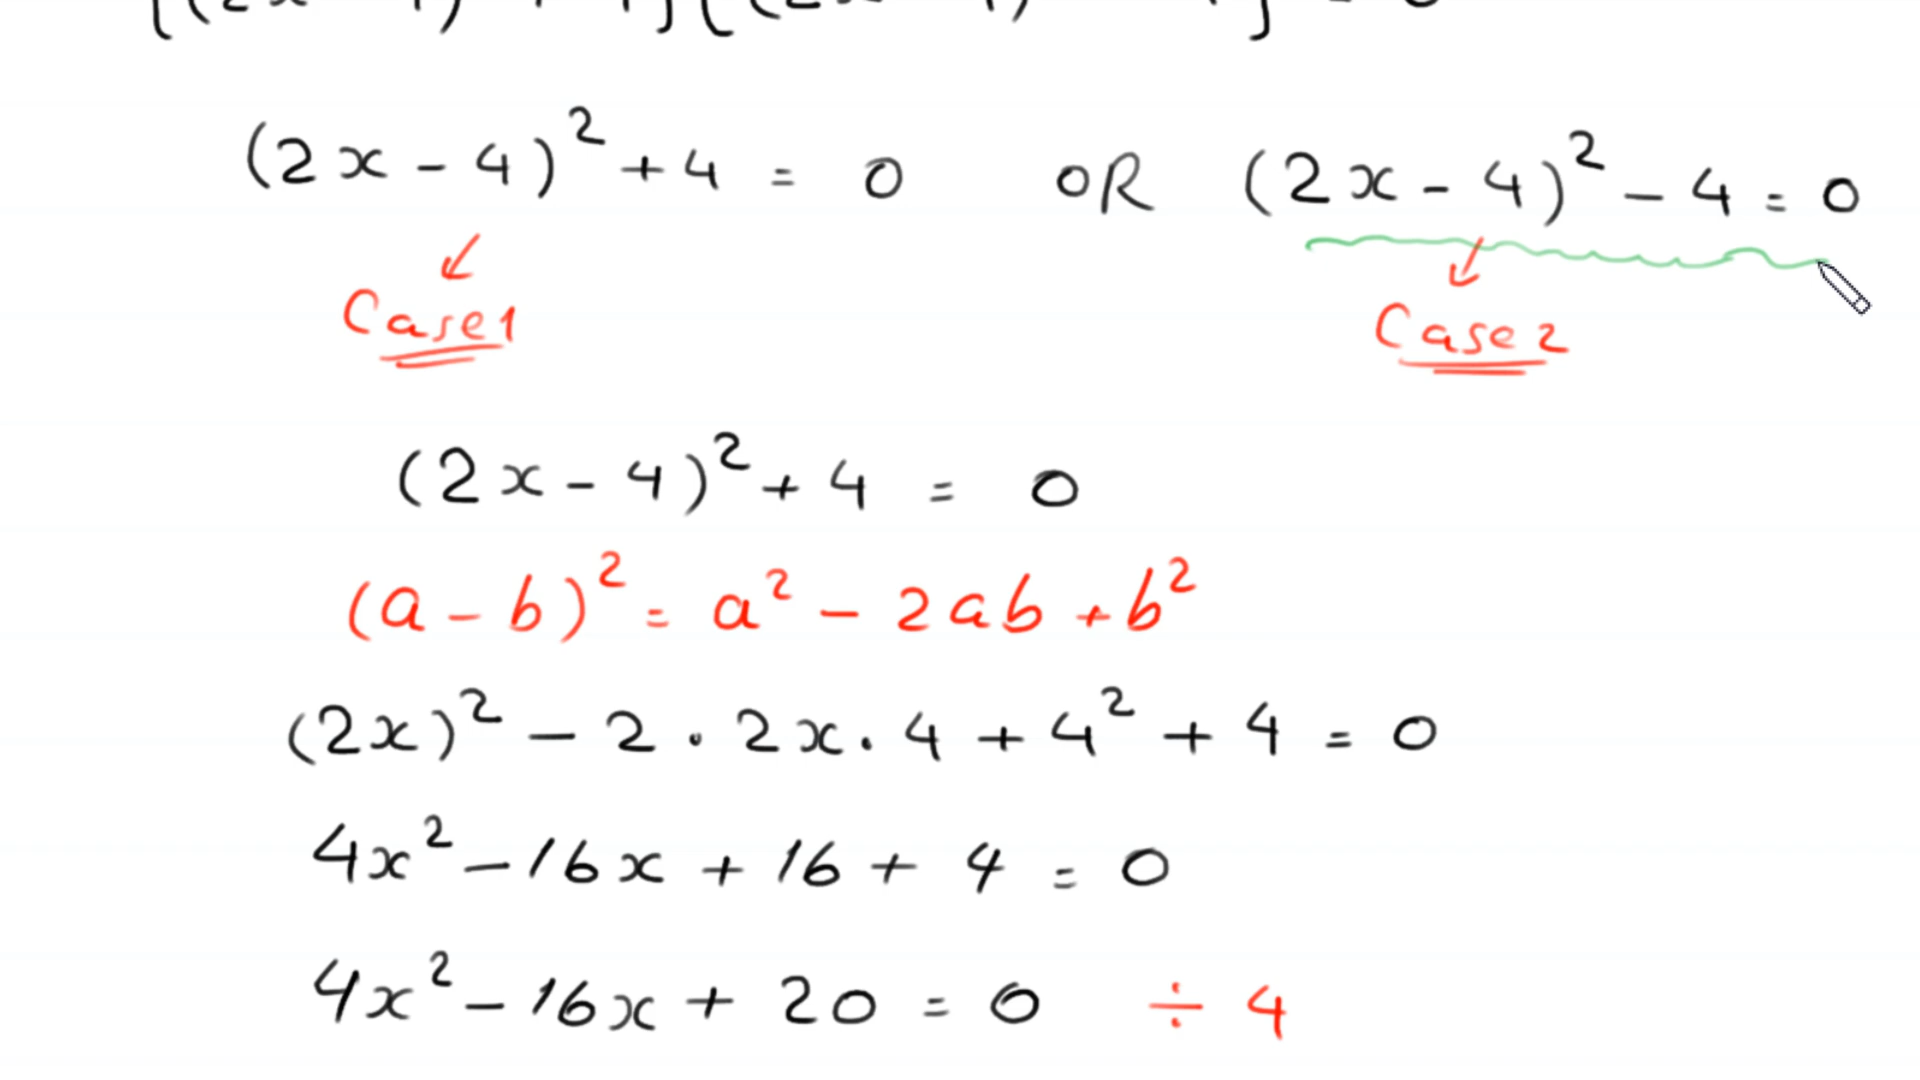 (2x - 4)² + 4 = 0 OR (2x - 4)² - 4 = 0
Case 1 Case 2
(2x - 4)² + 4 = 0
(a - b)² = a² - 2ab + b²
(2x)² - 2 · 2x · 4 + 4² + 4 = 0
4x² - 16x + 16 + 4 = 0
4x² - 16x + 20 = 0 ÷ 4